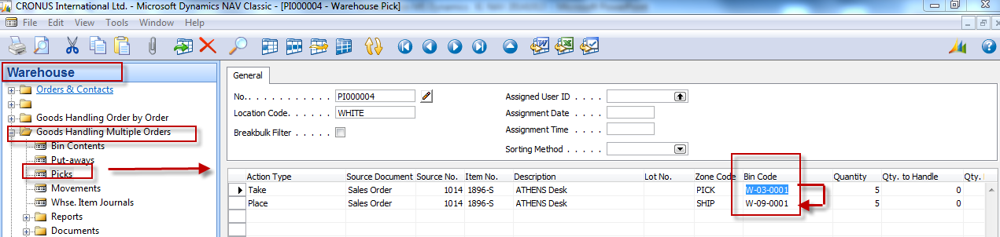 CRONUS International Ltd. - Microsoft Dynamics NAV Classic - [PI000004 - Warehouse Pick]
File Edit View Tools Window Help
Warehouse
Orders & Contacts
Goods Handling Order by Order
Goods Handling Multiple Orders
Bin Contents
Put-aways
Picks
Movements
Whse. Item Journals
Reports
Documents
General
No. . . . . . . . . . . . PI000004
Location Code. . . . . . . WHITE
Breakbulk Filter . . . . .
Assigned User ID . . . .
Assignment Date . . . .
Assignment Time . . . .
Sorting Method . . . . .
Action Type Source Document Source No. Item No. Description Lot No. Zone Code Bin Code Quantity Qty. to Handle Qty.
Take Sales Order 1014 1896-S ATHENS Desk PICK W-03-0001 5 0
Place Sales Order 1014 1896-S ATHENS Desk SHIP W-09-0001 5 0